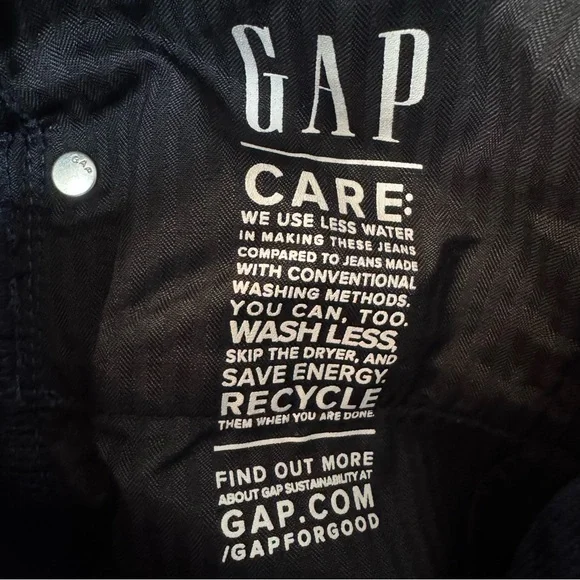 GAP
GAP
CARE:
WE USE LESS WATER
IN MAKING THESE JEANS
COMPARED TO JEANS MADE
WITH CONVENTIONAL
WASHING METHODS.
YOU CAN, TOO.
WASH LESS,
SKIP THE DRYER, AND
SAVE ENERGY.
RECYCLE
THEM WHEN YOU ARE DONE.
FIND OUT MORE
ABOUT GAP SUSTAINABILITY AT
GAP.COM
/GAPFORGOOD